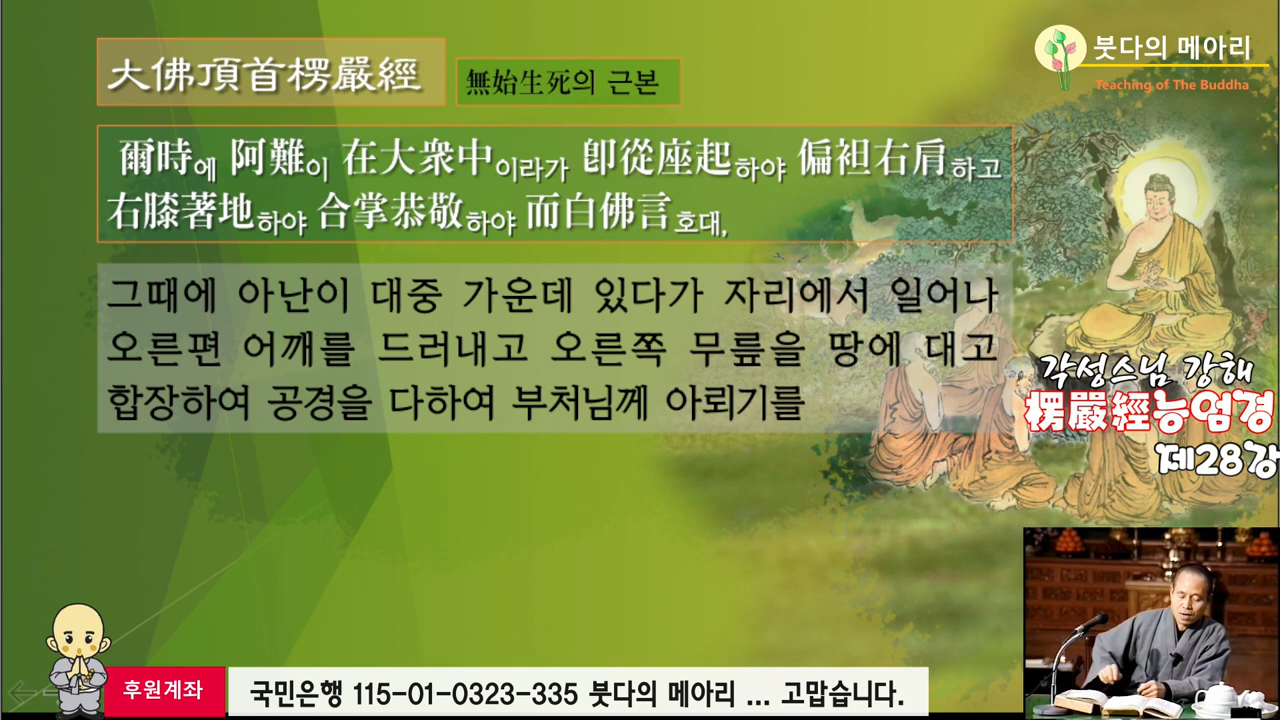 大佛頂首楞嚴經
無始生死의 근본
붓다의 메아리
Teaching of The Buddha
爾時에 阿難이 在大衆中이라가 卽從座起하야 偏袒右肩하고
右膝著地하야 合掌恭敬하야 而白佛言호대,
그때에 아난이 대중 가운데 있다가 자리에서 일어나
오른편 어깨를 드러내고 오른쪽 무릎을 땅에 대고
합장하여 공경을 다하여 부처님께 아뢰기를
각성스님 강해
楞嚴經능엄경
제28강
후원계좌
국민은행 115-01-0323-335 붓다의 메아리 ... 고맙습니다.